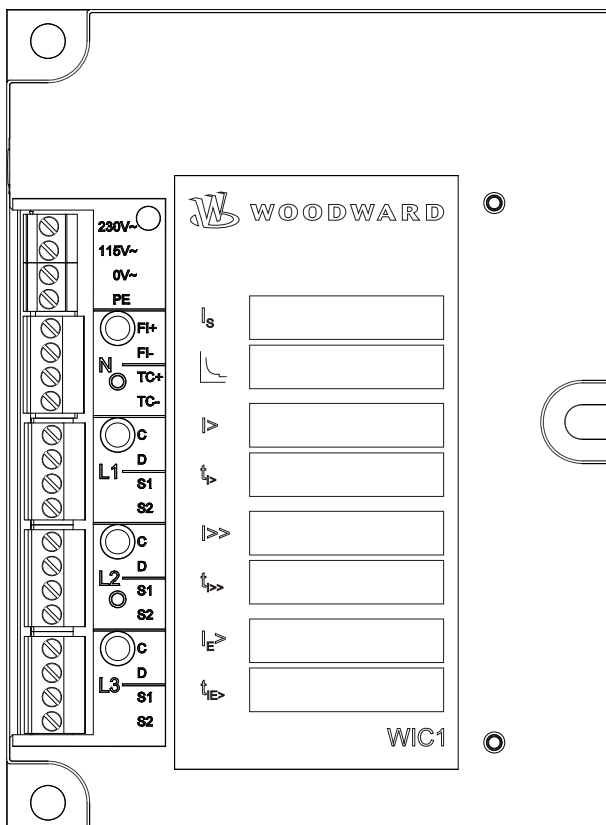 WOODWARD
230V~
115V~
0V~
PE
FI+
FI-
N
TC+
TC-
C
D
L1
S1
S2
C
D
L2
S1
S2
C
D
L3
S1
S2
IS
I>
tI>
I>>
tI>>
IE>
tIE>
WIC1